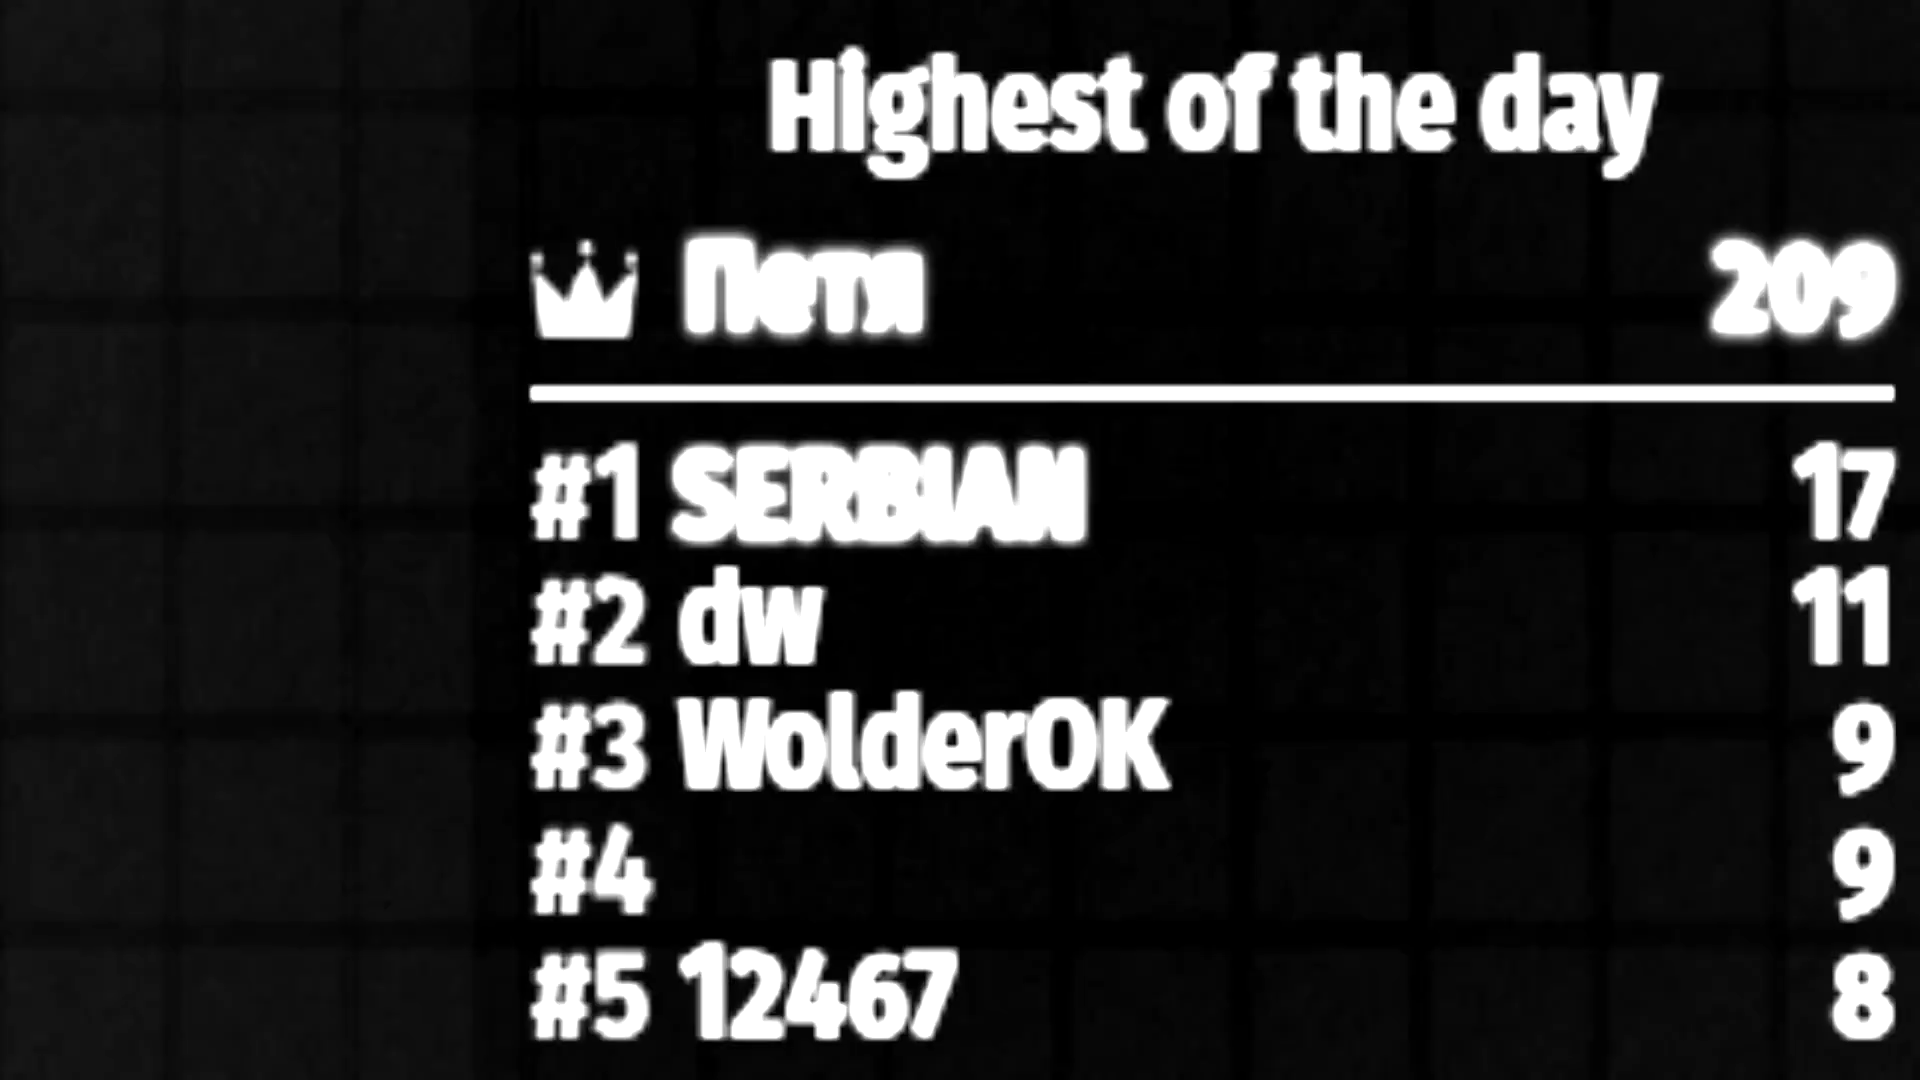 Highest of the day
Петя 209
#1 SERBIAN 17
#2 dw 11
#3 WolderOK 9
#4 9
#5 12467 8